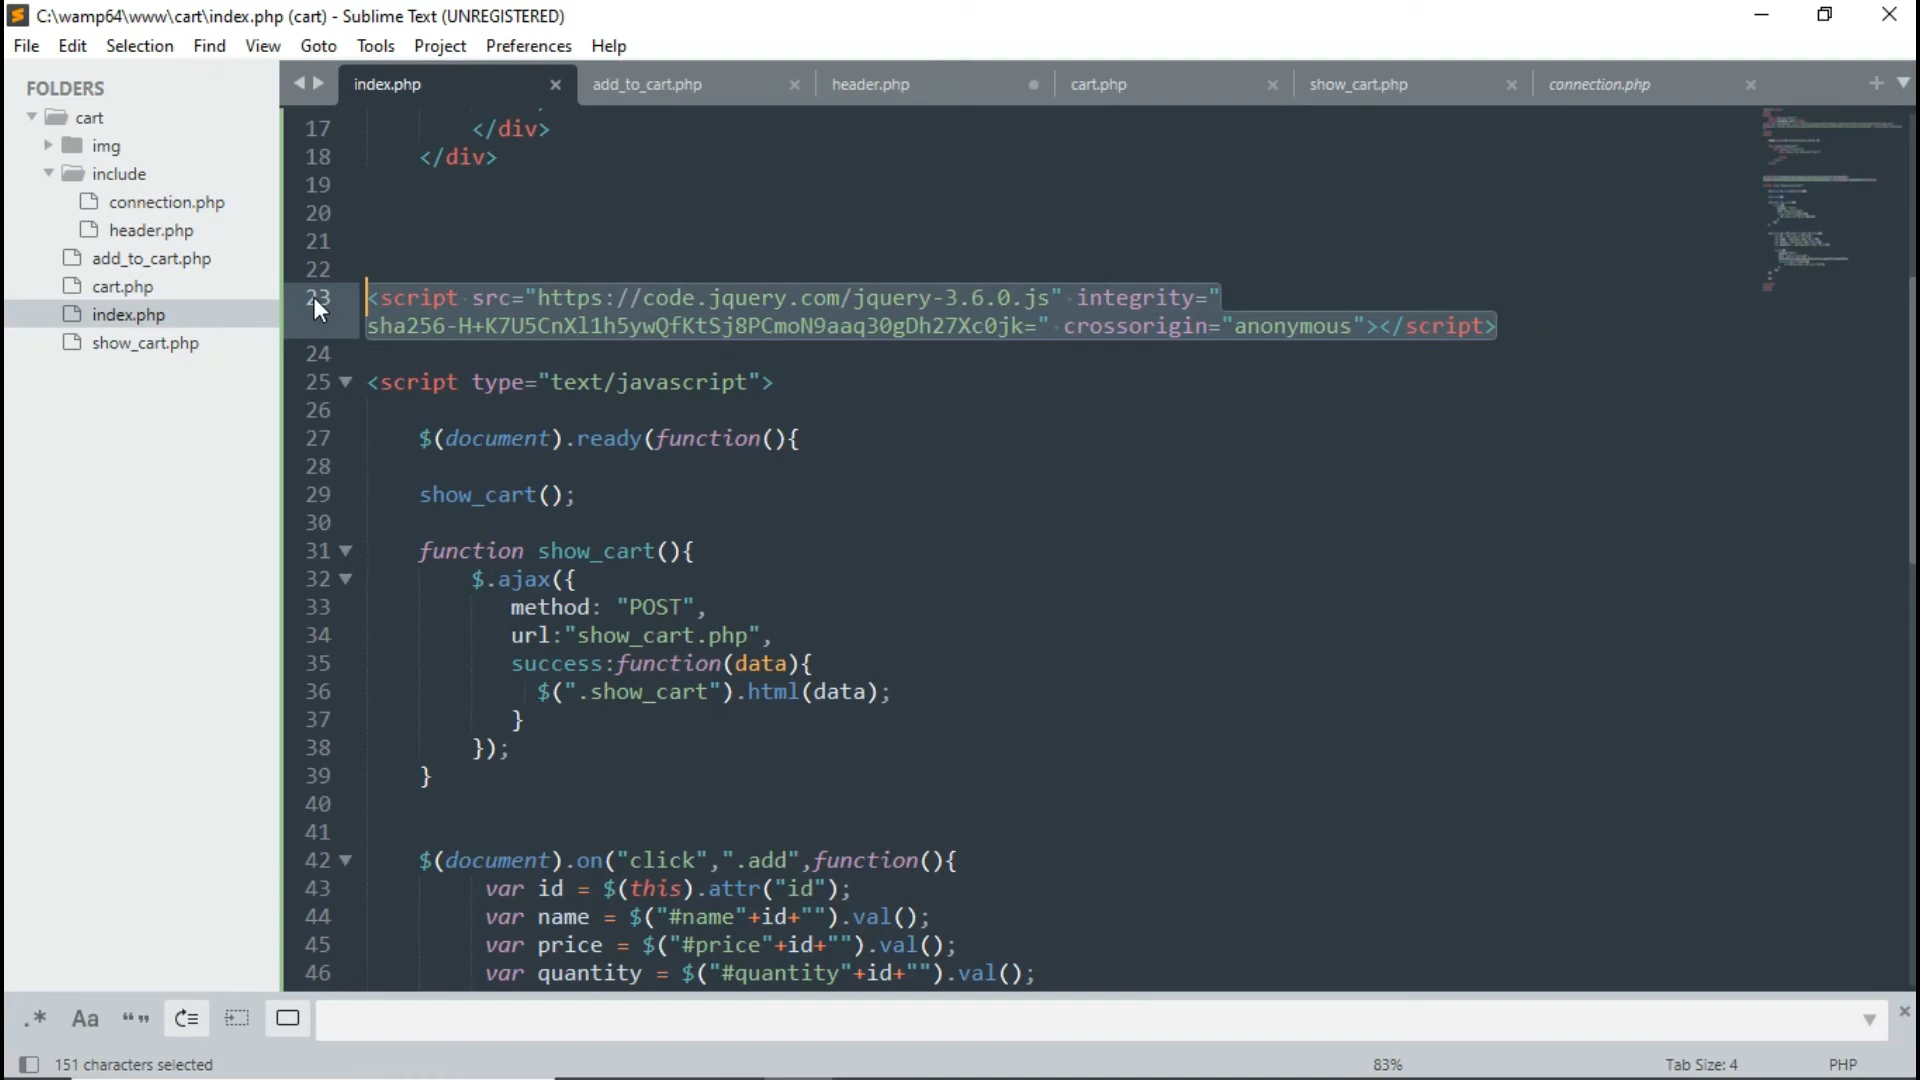 C:\wamp64\www\cart\index.php (cart) - Sublime Text (UNREGISTERED)
File Edit Selection Find View Goto Tools Project Preferences Help
FOLDERS
cart
img
include
connection.php
header.php
add_to_cart.php
cart.php
index.php
show_cart.php
index.php add_to_cart.php header.php cart.php show_cart.php connection.php
17 </div>
18 </div>
19
20
21
22
23 <script src="https://code.jquery.com/jquery-3.6.0.js" integrity="
sha256-H+K7U5CnXl1h5ywQfKtSj8PCmoN9aaq30gDh27Xc0jk=" crossorigin="anonymous"></script>
24
25 <script type="text/javascript">
26
27 $(document).ready(function(){
28
29 show_cart();
30
31 function show_cart(){
32 $.ajax({
33 method: "POST",
34 url:"show_cart.php",
35 success:function(data){
36 $(".show_cart").html(data);
37 }
38 });
39 }
40
41
42 $(document).on("click",".add",function(){
43 var id = $(this).attr("id");
44 var name = $("#name"+id+"").val();
45 var price = $("#price"+id+"").val();
46 var quantity = $("#quantity"+id+"").val();
.* Aa “ ”
151 characters selected 83% Tab Size: 4 PHP